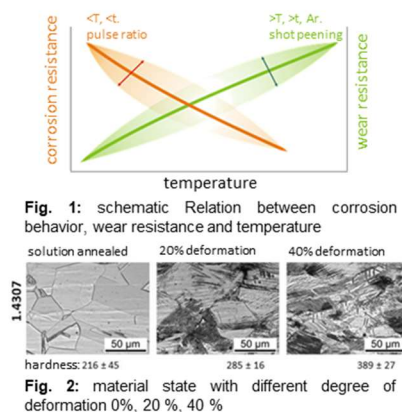 <T, <t.
pulse ratio
>T, >t, Ar.
shot peening
corrosion resistance
wear resistance
temperature
Fig. 1: schematic Relation between corrosion
behavior, wear resistance and temperature
solution annealed 20% deformation 40% deformation
1.4307
50 µm 50 µm 50 µm
hardness: 216 ± 45 285 ± 16 389 ± 27
Fig. 2: material state with different degree of
deformation 0%, 20 %, 40 %